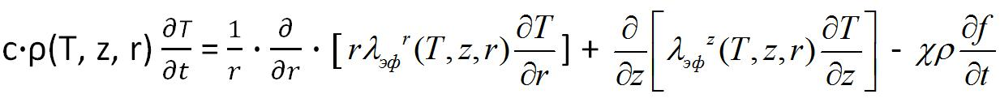 c·ρ(T, z, r) ∂T/∂t = 1/r · ∂/∂r · [rλ_эф^r(T,z,r) ∂T/∂r] + ∂/∂z [λ_эф^z(T,z,r) ∂T/∂z] - χρ ∂f/∂t